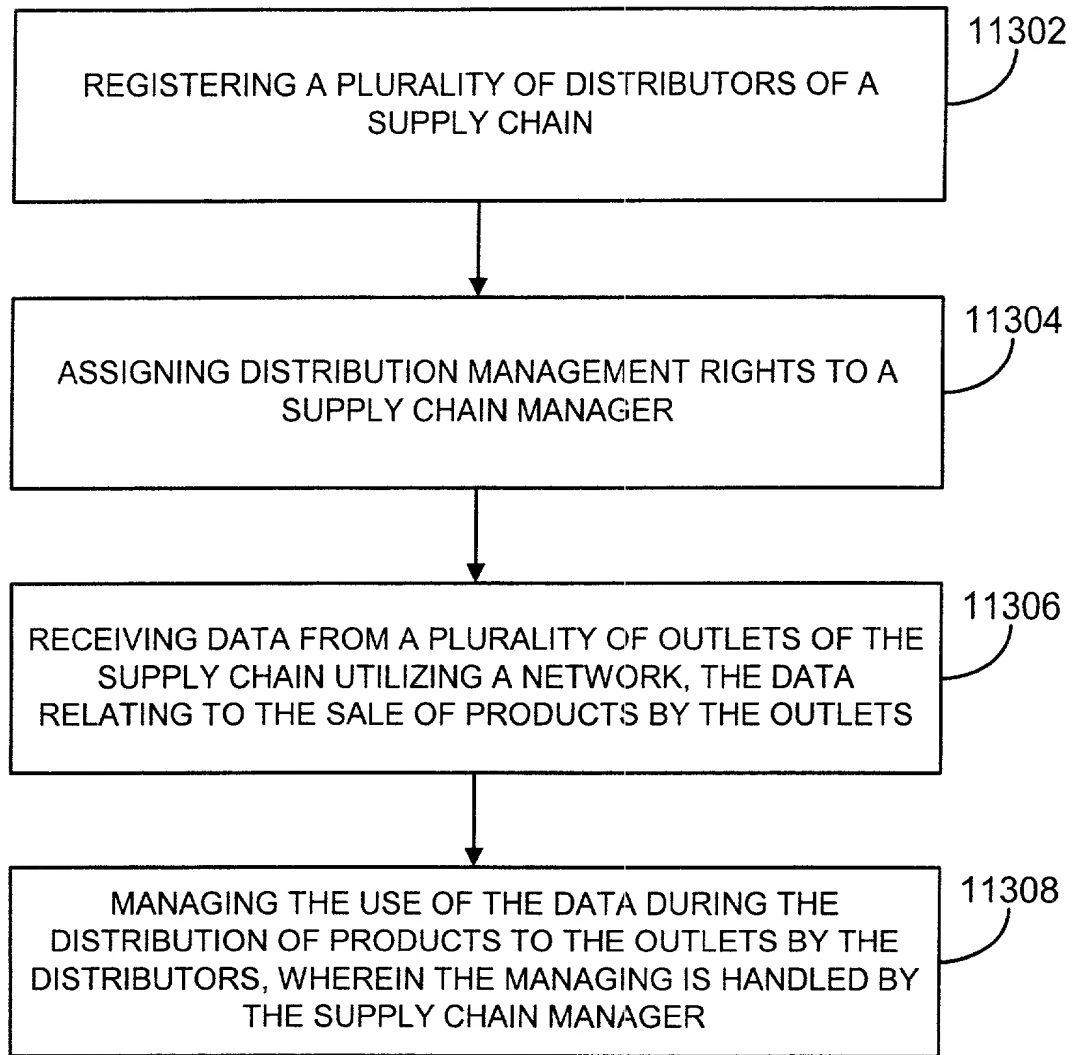 11302
REGISTERING A PLURALITY OF DISTRIBUTORS OF A
SUPPLY CHAIN
11304
ASSIGNING DISTRIBUTION MANAGEMENT RIGHTS TO A
SUPPLY CHAIN MANAGER
11306
RECEIVING DATA FROM A PLURALITY OF OUTLETS OF THE
SUPPLY CHAIN UTILIZING A NETWORK, THE DATA
RELATING TO THE SALE OF PRODUCTS BY THE OUTLETS
11308
MANAGING THE USE OF THE DATA DURING THE
DISTRIBUTION OF PRODUCTS TO THE OUTLETS BY THE
DISTRIBUTORS, WHEREIN THE MANAGING IS HANDLED BY
THE SUPPLY CHAIN MANAGER